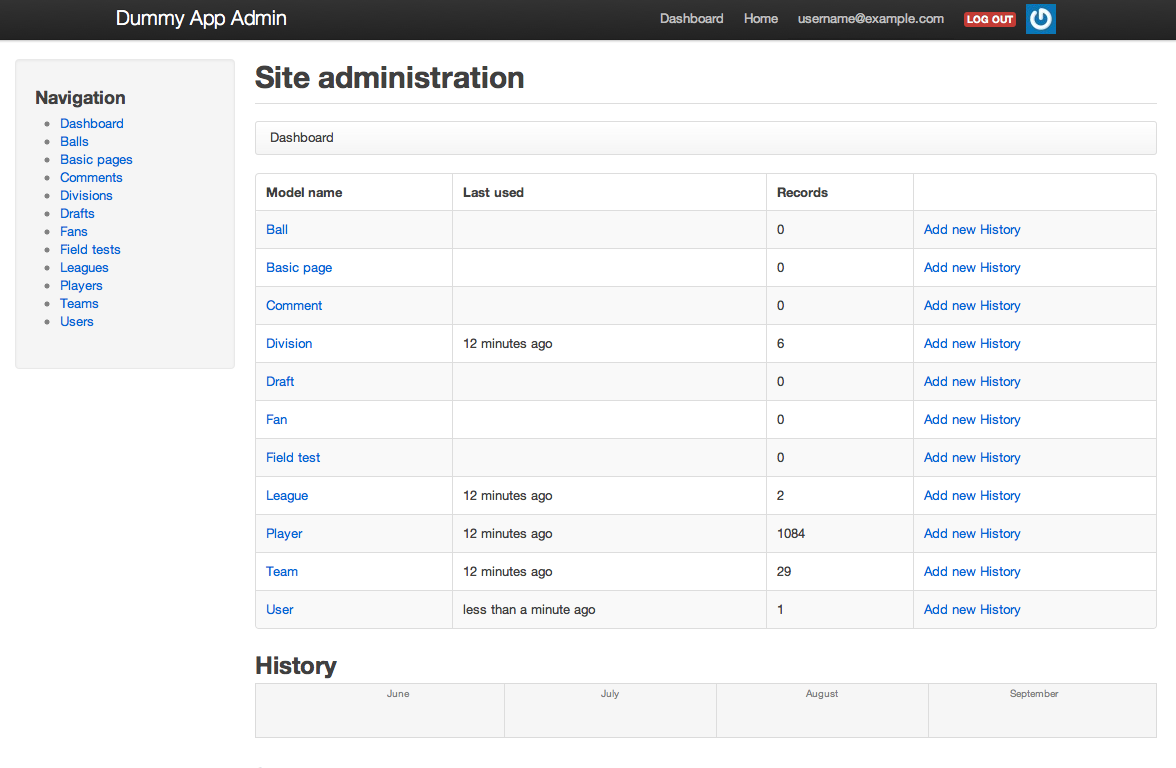 Dummy App Admin Dashboard Home username@example.com LOG OUT
Navigation
Dashboard
Balls
Basic pages
Comments
Divisions
Drafts
Fans
Field tests
Leagues
Players
Teams
Users
Site administration
Dashboard
Model name Last used Records
Ball 0 Add new History
Basic page 0 Add new History
Comment 0 Add new History
Division 12 minutes ago 6 Add new History
Draft 0 Add new History
Fan 0 Add new History
Field test 0 Add new History
League 12 minutes ago 2 Add new History
Player 12 minutes ago 1084 Add new History
Team 12 minutes ago 29 Add new History
User less than a minute ago 1 Add new History
History
June July August September